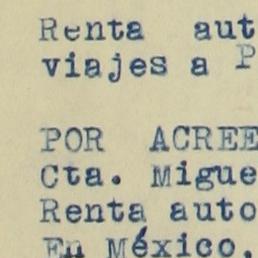 Renta aut
viajes a P
POR ACREE
Cta. Migue
Renta auto
En México.